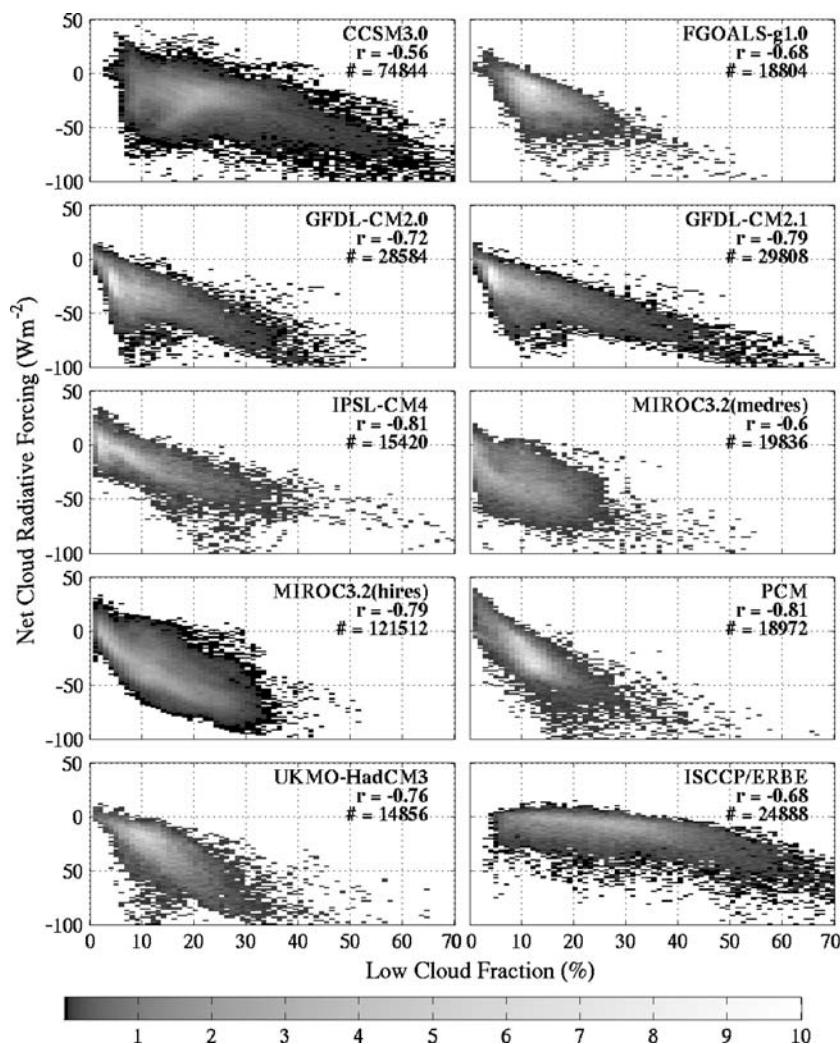 50
0
-50
-100
CCSM3.0
r = -0.56
# = 74844
FGOALS-g1.0
r = -0.68
# = 18804
50
0
-50
-100
GFDL-CM2.0
r = -0.72
# = 28584
GFDL-CM2.1
r = -0.79
# = 29808
50
0
-50
-100
IPSL-CM4
r = -0.81
# = 15420
MIROC3.2(medres)
r = -0.6
# = 19836
50
0
-50
-100
MIROC3.2(hires)
r = -0.79
# = 121512
PCM
r = -0.81
# = 18972
50
0
-50
-100
UKMO-HadCM3
r = -0.76
# = 14856
ISCCP/ERBE
r = -0.68
# = 24888
Net Cloud Radiative Forcing (Wm⁻²)
0 10 20 30 40 50 60 70 0 10 20 30 40 50 60 70
Low Cloud Fraction (%)
1 2 3 4 5 6 7 8 9 10